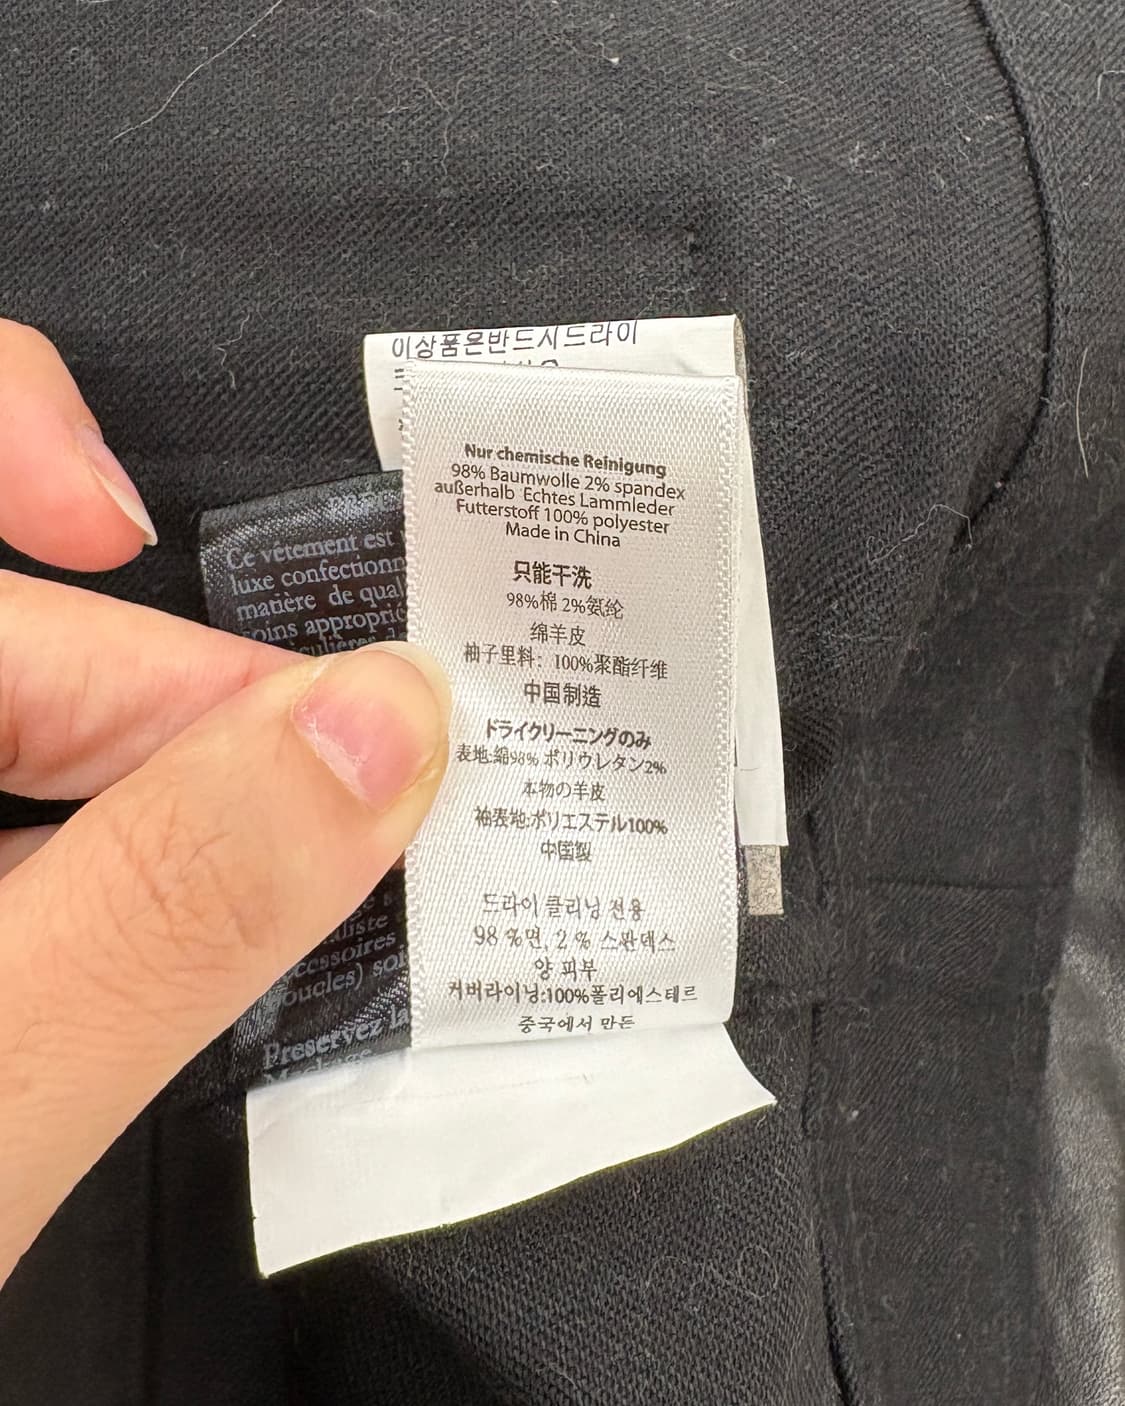 이상품은반드시드라이
Ce vêtement est
luxe confectionn
matière de qual
soins approprié
Preservez la
Nur chemische Reinigung
98% Baumwolle 2% spandex
außerhalb Echtes Lammleder
Futterstoff 100% polyester
Made in China
只能干洗
98%棉 2%氨纶
绵羊皮
袖子里料：100%聚酯纤维
中国制造
ドライクリーニングのみ
表地:綿98% ポリウレタン2%
本物の羊皮
袖表地:ポリエステル100%
中国製
드라이 클리닝 전용
98 %면, 2 % 스판덱스
양 피부
커버라이닝:100%폴리에스테르
중국에서 만든